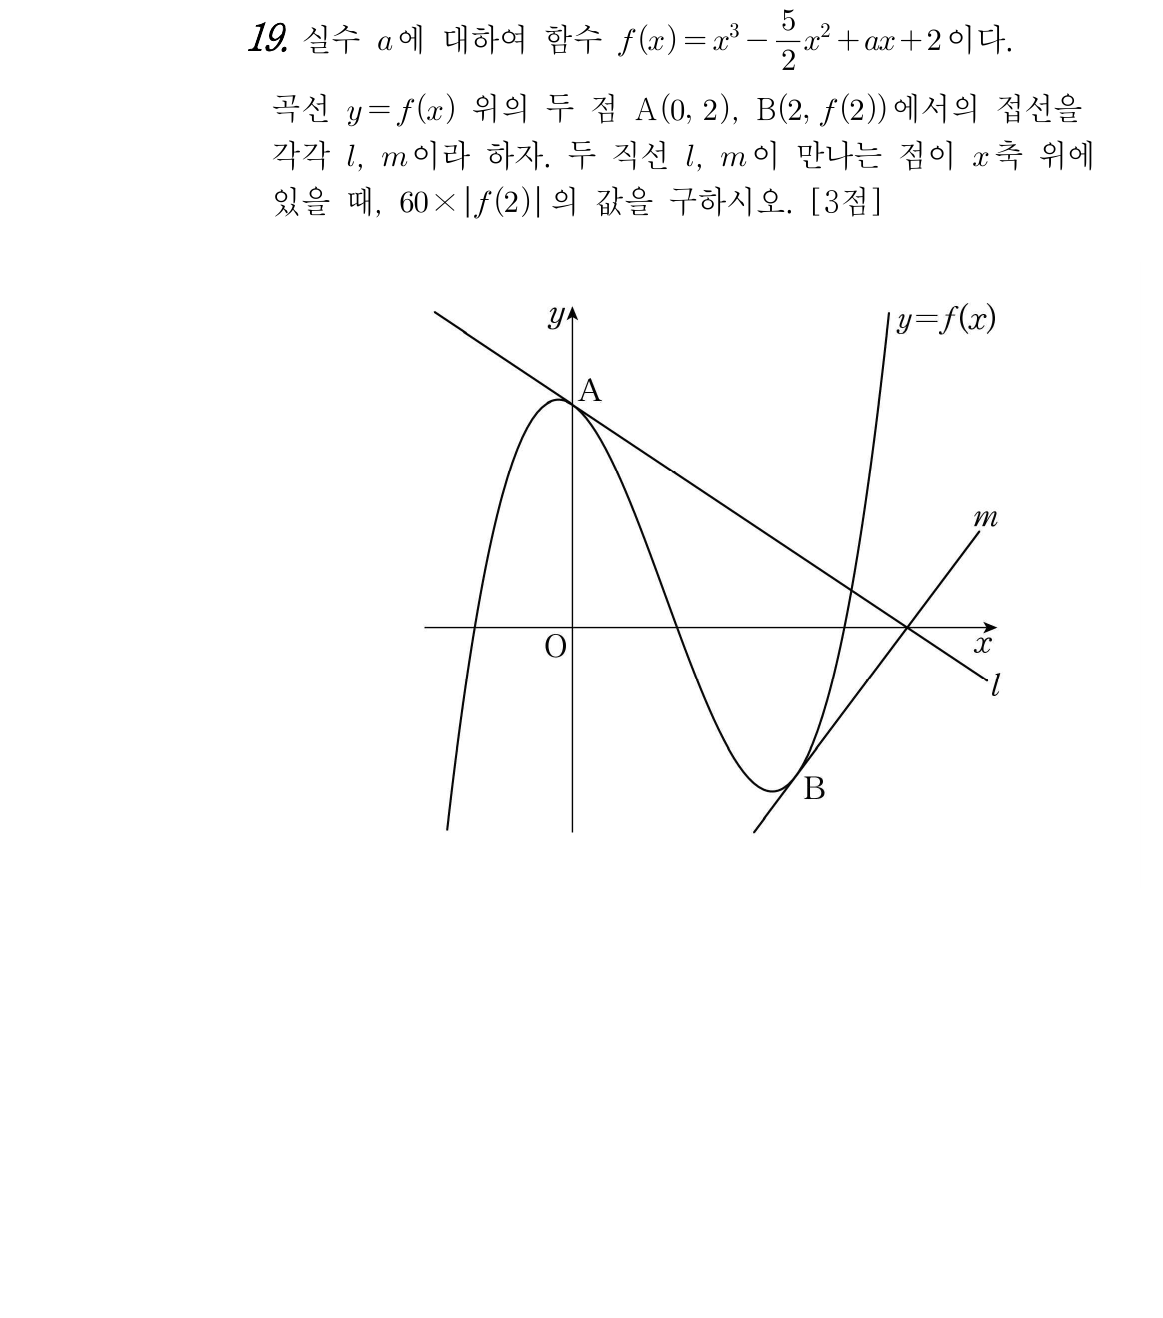 19. 실수 a에 대하여 함수 f(x)=x³−5/2x²+ax+2이다.
곡선 y=f(x) 위의 두 점 A(0, 2), B(2, f(2))에서의 접선을
각각 l, m이라 하자. 두 직선 l, m이 만나는 점이 x축 위에
있을 때, 60×|f(2)|의 값을 구하시오. [3점]
y
y=f(x)
A
m
O
x
l
B